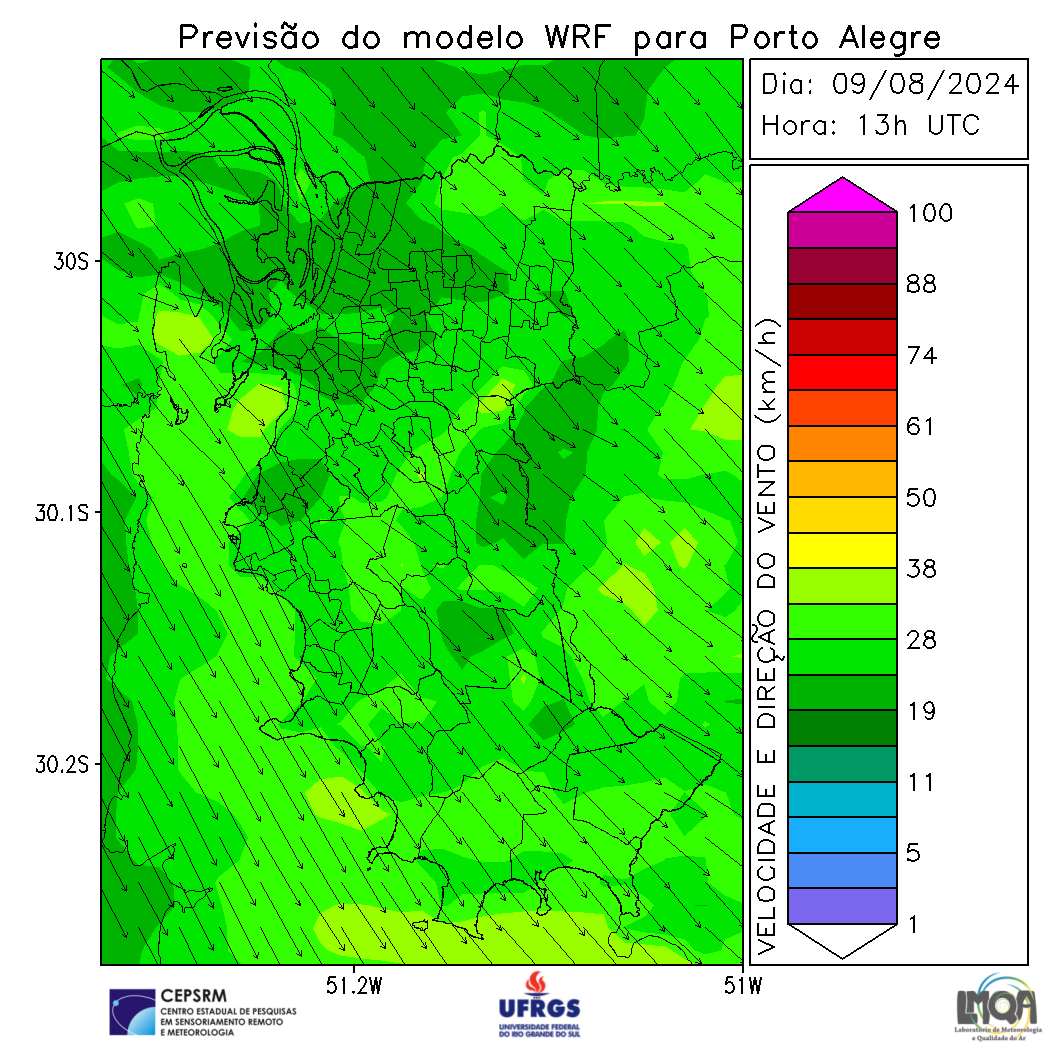 Previsão do modelo WRF para Porto Alegre
Dia: 09/08/2024
Hora: 13h UTC
30S
30.1S
30.2S
51.2W
51W
VELOCIDADE E DIREÇÃO DO VENTO (km/h)
100
88
74
61
50
38
28
19
11
5
1
CEPSRM
CENTRO ESTADUAL DE PESQUISAS
EM SENSORIAMENTO REMOTO
E METEOROLOGIA
UFRGS
UNIVERSIDADE FEDERAL
DO RIO GRANDE DO SUL
LMQA
Laboratório de Meteorologia
e Qualidade do Ar